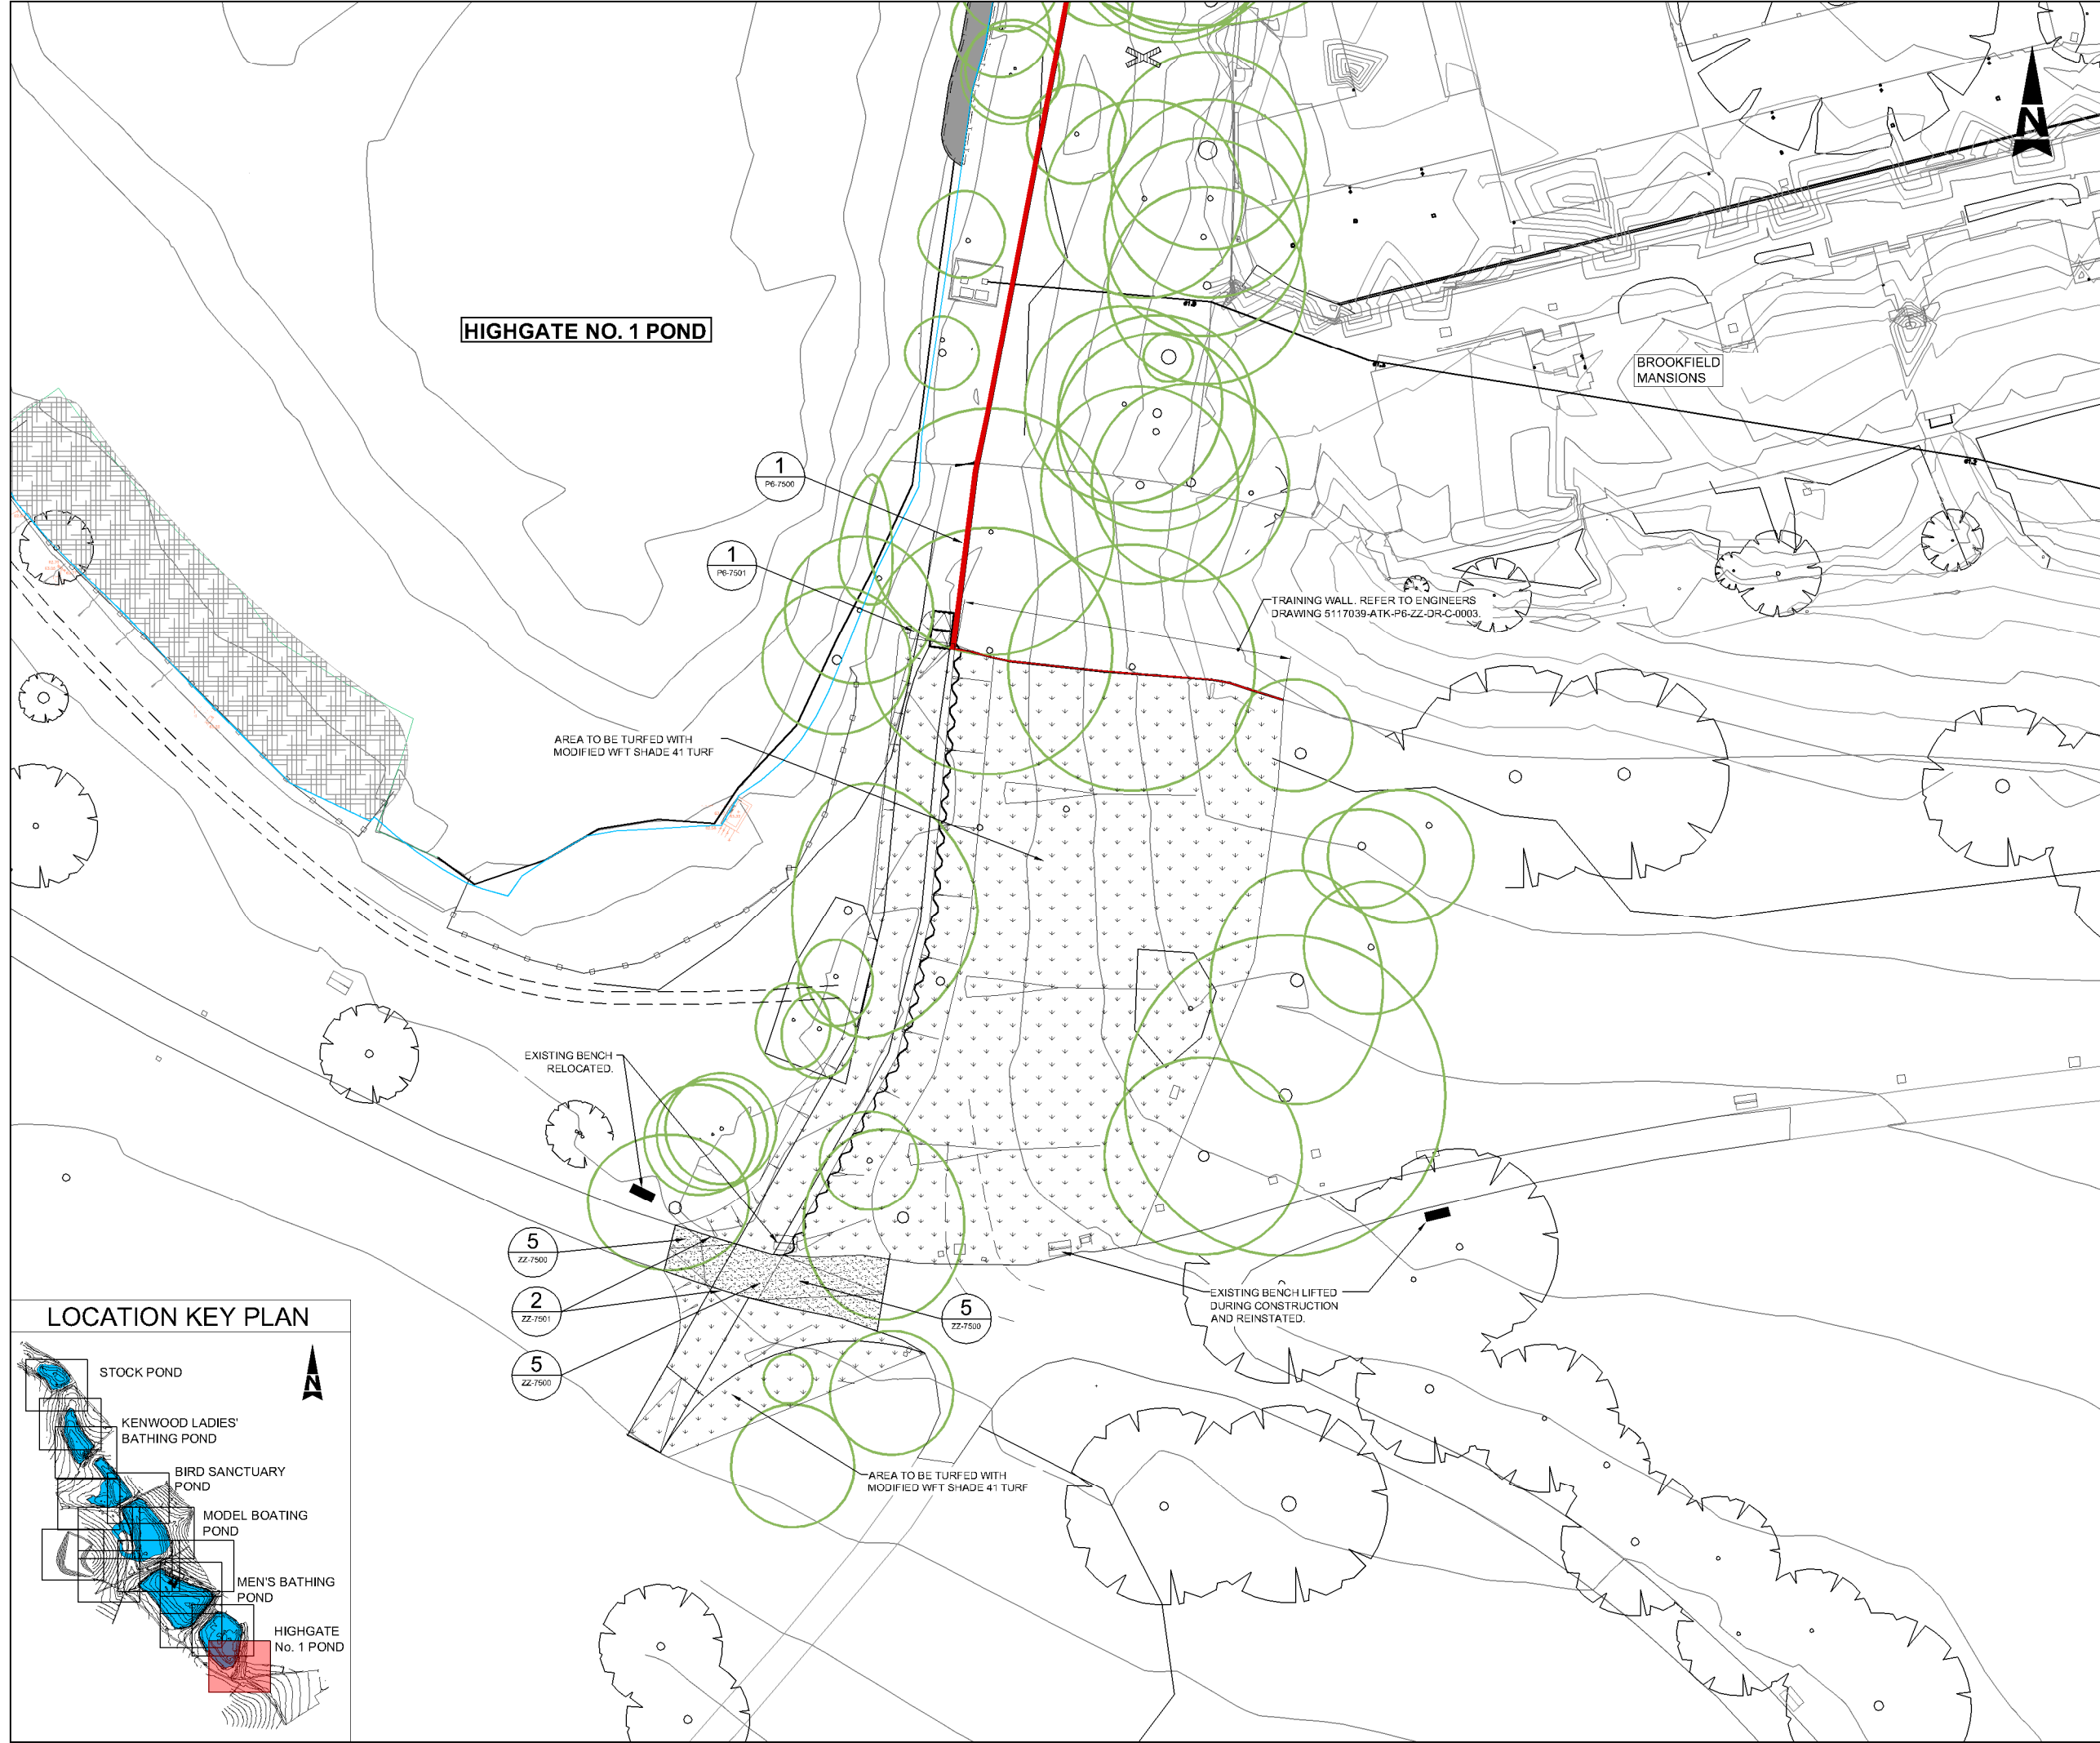 N
HIGHGATE NO. 1 POND
BROOKFIELD
MANSIONS
1
P6-7500
1
P6-7501
TRAINING WALL. REFER TO ENGINEERS
DRAWING 5117039-ATK-P6-ZZ-DR-C-0003.
AREA TO BE TURFED WITH
MODIFIED WFT SHADE 41 TURF
EXISTING BENCH
RELOCATED.
5
ZZ-7500
2
ZZ-7501
5
ZZ-7500
5
ZZ-7500
EXISTING BENCH LIFTED
DURING CONSTRUCTION
AND REINSTATED.
AREA TO BE TURFED WITH
MODIFIED WFT SHADE 41 TURF
LOCATION KEY PLAN
N
STOCK POND
KENWOOD LADIES'
BATHING POND
BIRD SANCTUARY
POND
MODEL BOATING
POND
MEN'S BATHING
POND
HIGHGATE
No. 1 POND